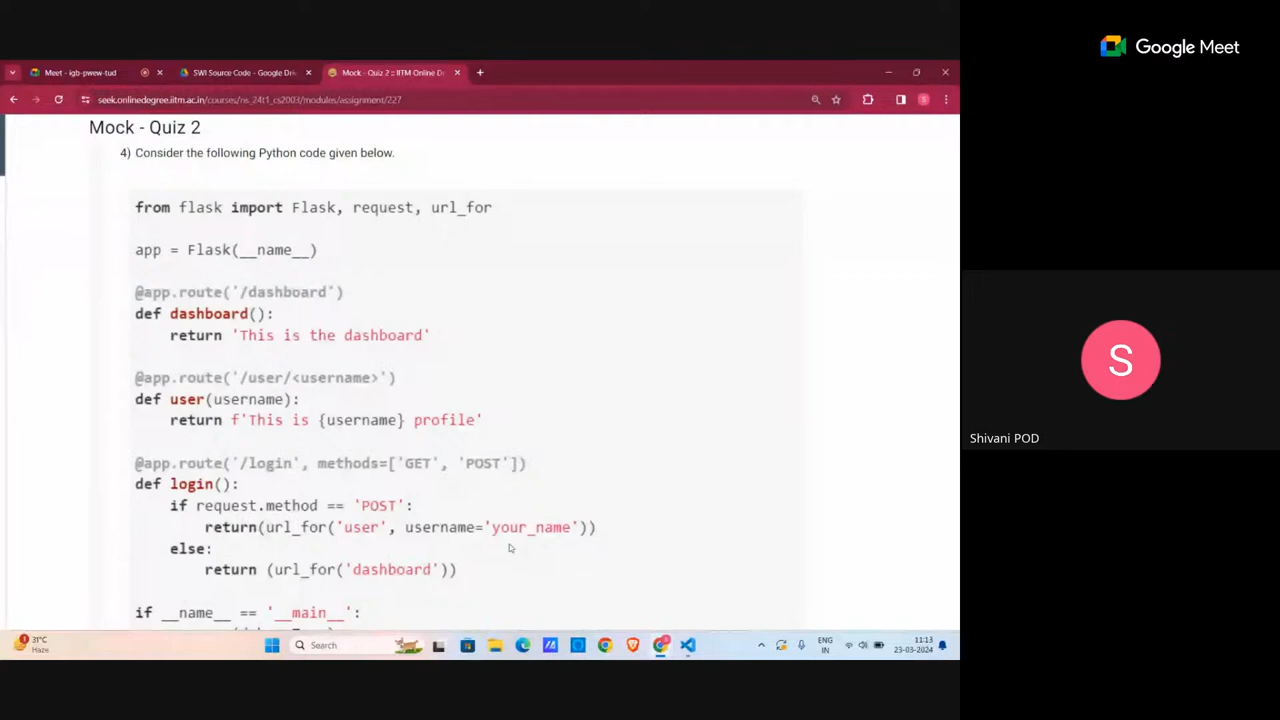 Google Meet
Meet - igb-pwew-tud
SWI Source Code - Google Dri
Mock - Quiz 2 :: IITM Online De
seek.onlinedegree.iitm.ac.in/courses/ns_24t1_cs2003/modules/assignment/227
S
Mock - Quiz 2
4) Consider the following Python code given below.
from flask import Flask, request, url_for
app = Flask(__name__)
@app.route('/dashboard')
def dashboard():
return 'This is the dashboard'
@app.route('/user/<username>')
def user(username):
return f'This is {username} profile'
@app.route('/login', methods=['GET', 'POST'])
def login():
if request.method == 'POST':
return(url_for('user', username='your_name'))
else:
return (url_for('dashboard'))
if __name__ == '__main__':
S
Shivani POD
1
31°C
Haze
Search
ENG
IN
11:13
23-03-2024